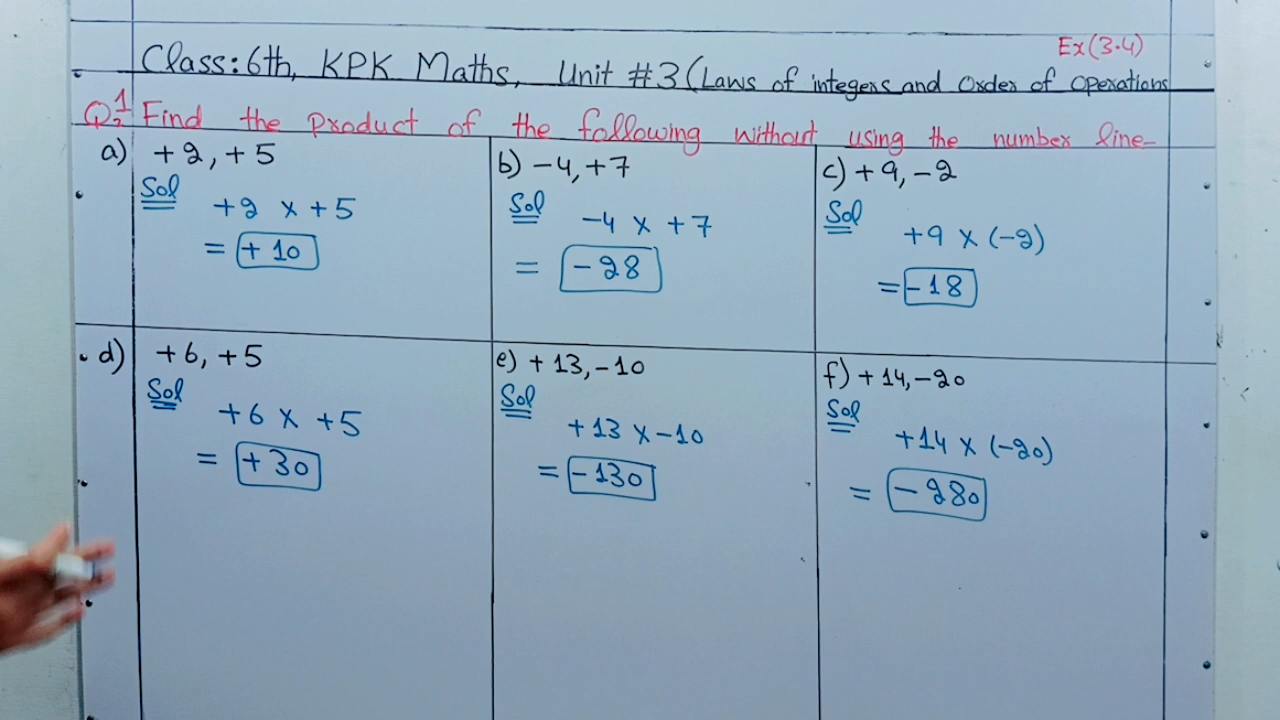 Ex(3.4)
Class:6th, KPK Maths, Unit #3 (Laws of integers and Order of Operations
Q1/2 Find the product of the following without using the number line-
a) +2, +5
Sol
+2 x +5
= +10
b) -4, +7
Sol
-4 x +7
= -28
c) +9, -2
Sol
+9 x (-2)
= -18
d) +6, +5
Sol
+6 x +5
= +30
e) +13, -10
Sol
+13 x -10
= -130
f) +14, -20
Sol
+14 x (-20)
= -280